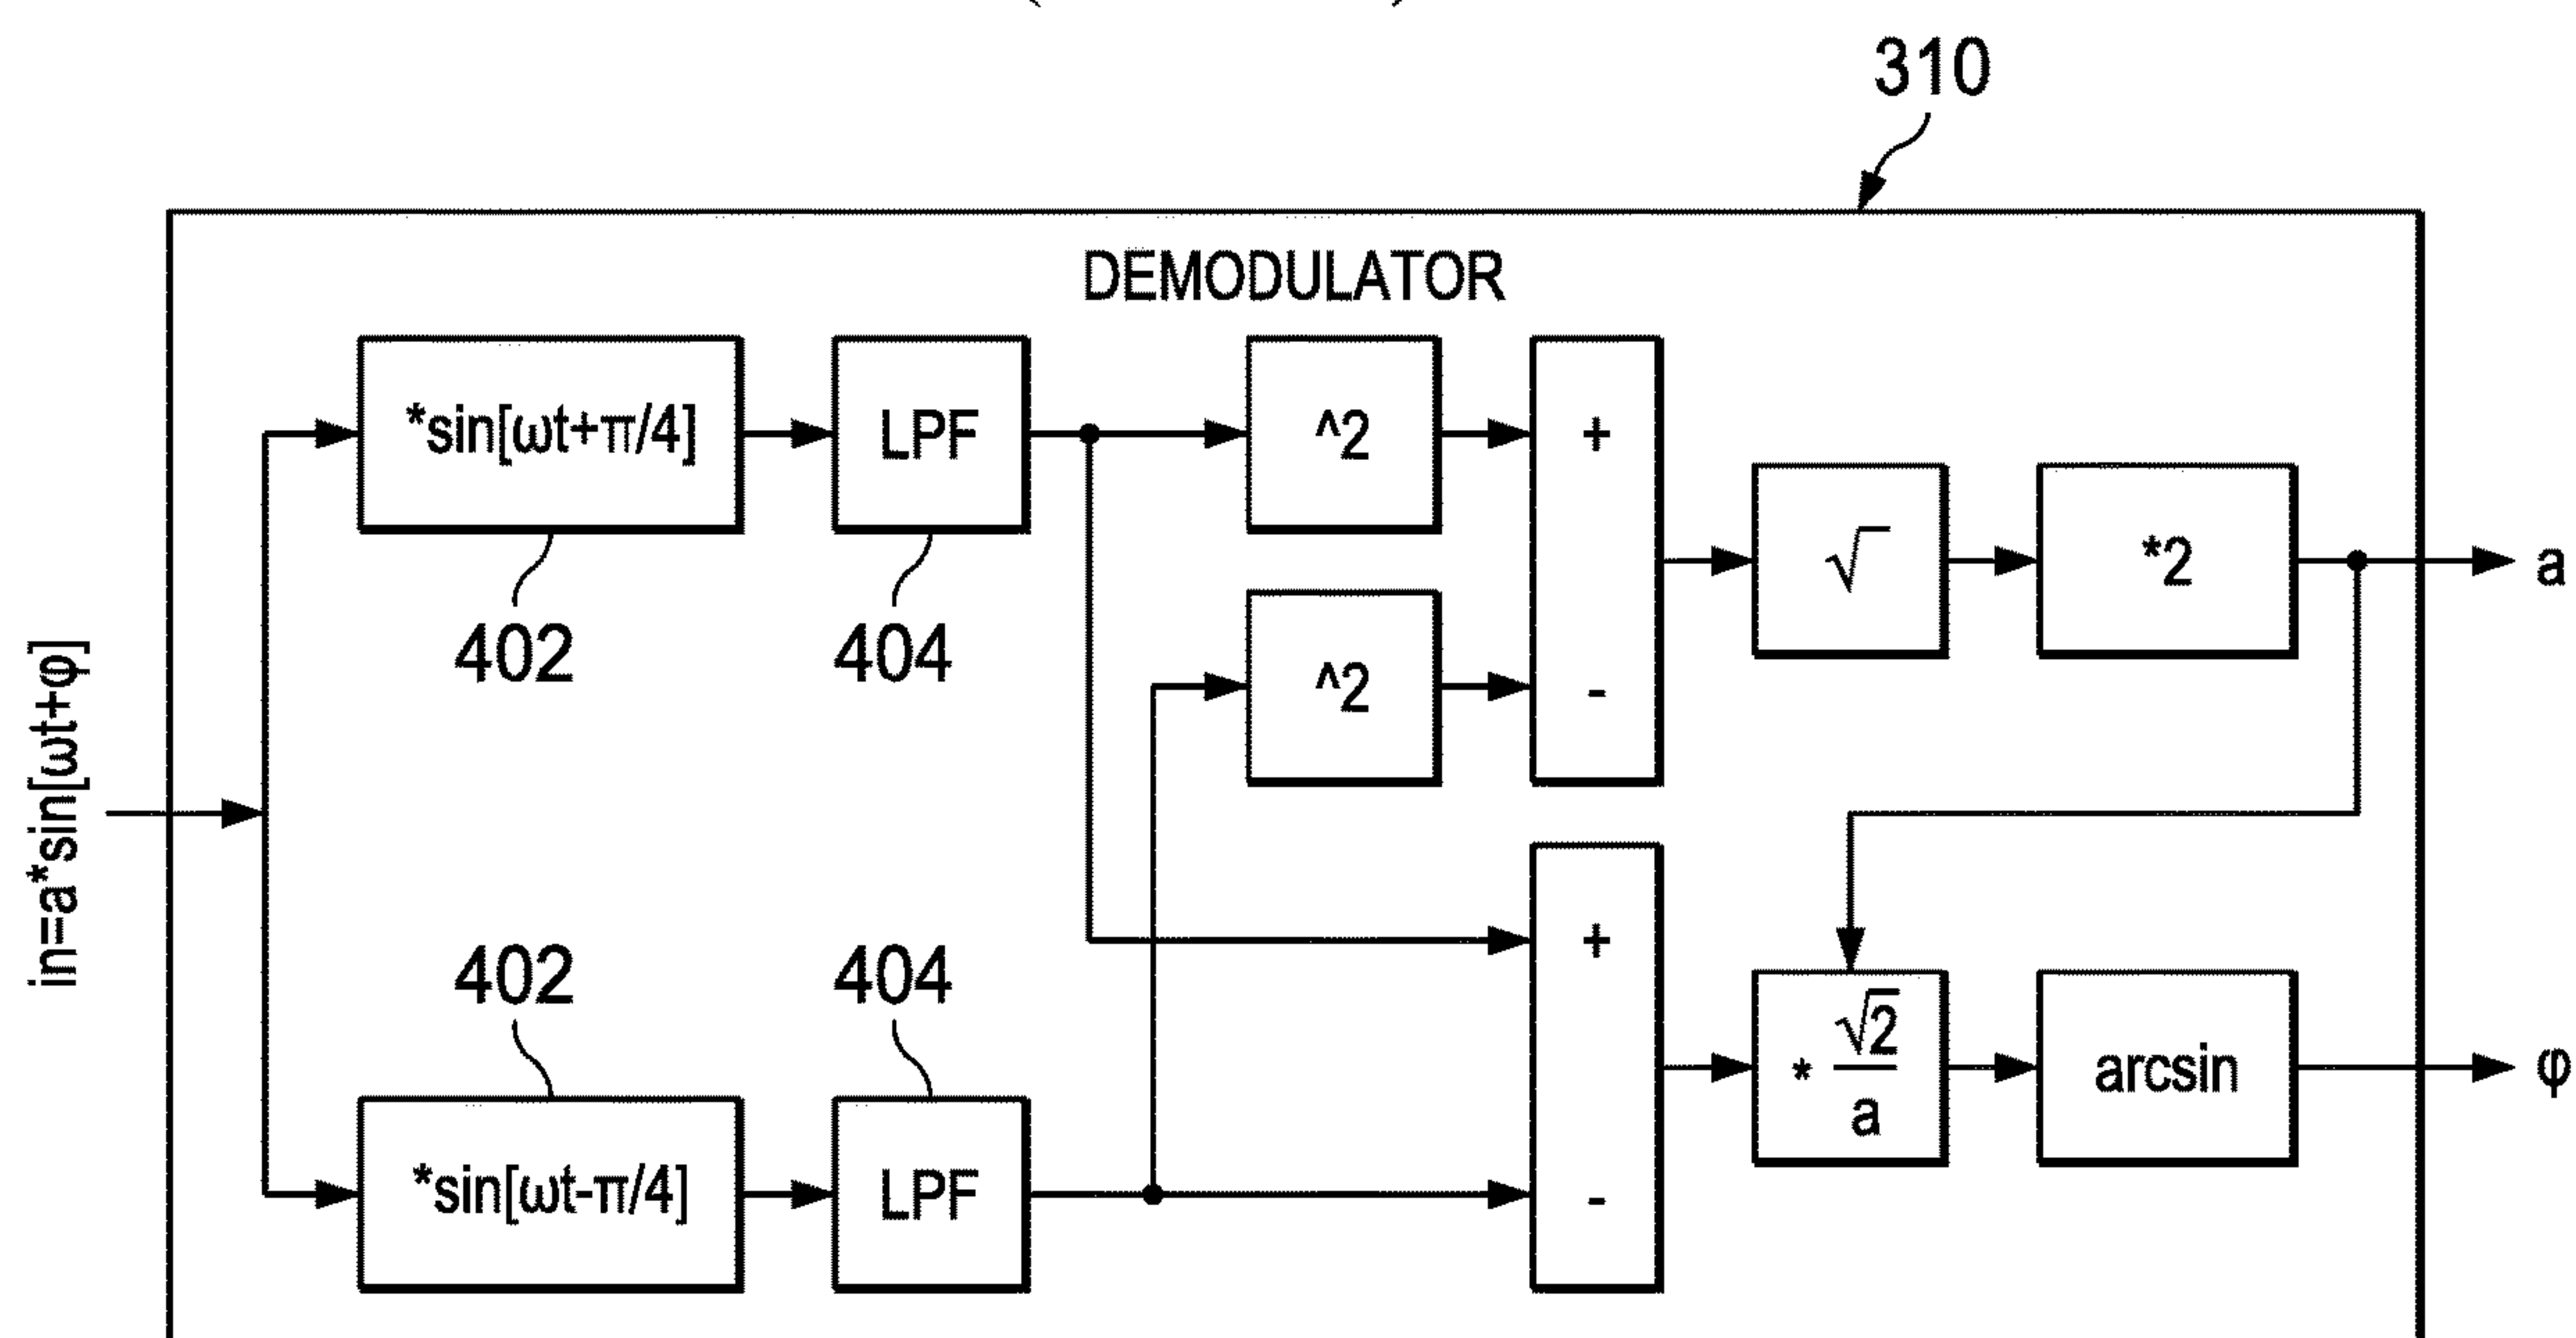 310
DEMODULATOR
*sin[ωt+π/4]
LPF
^2
+
402
404
^2
-
√
*2
a
in=a*sin[ωt+φ]
402
404
+
* √2/a
arcsin
φ
*sin[ωt-π/4]
LPF
-